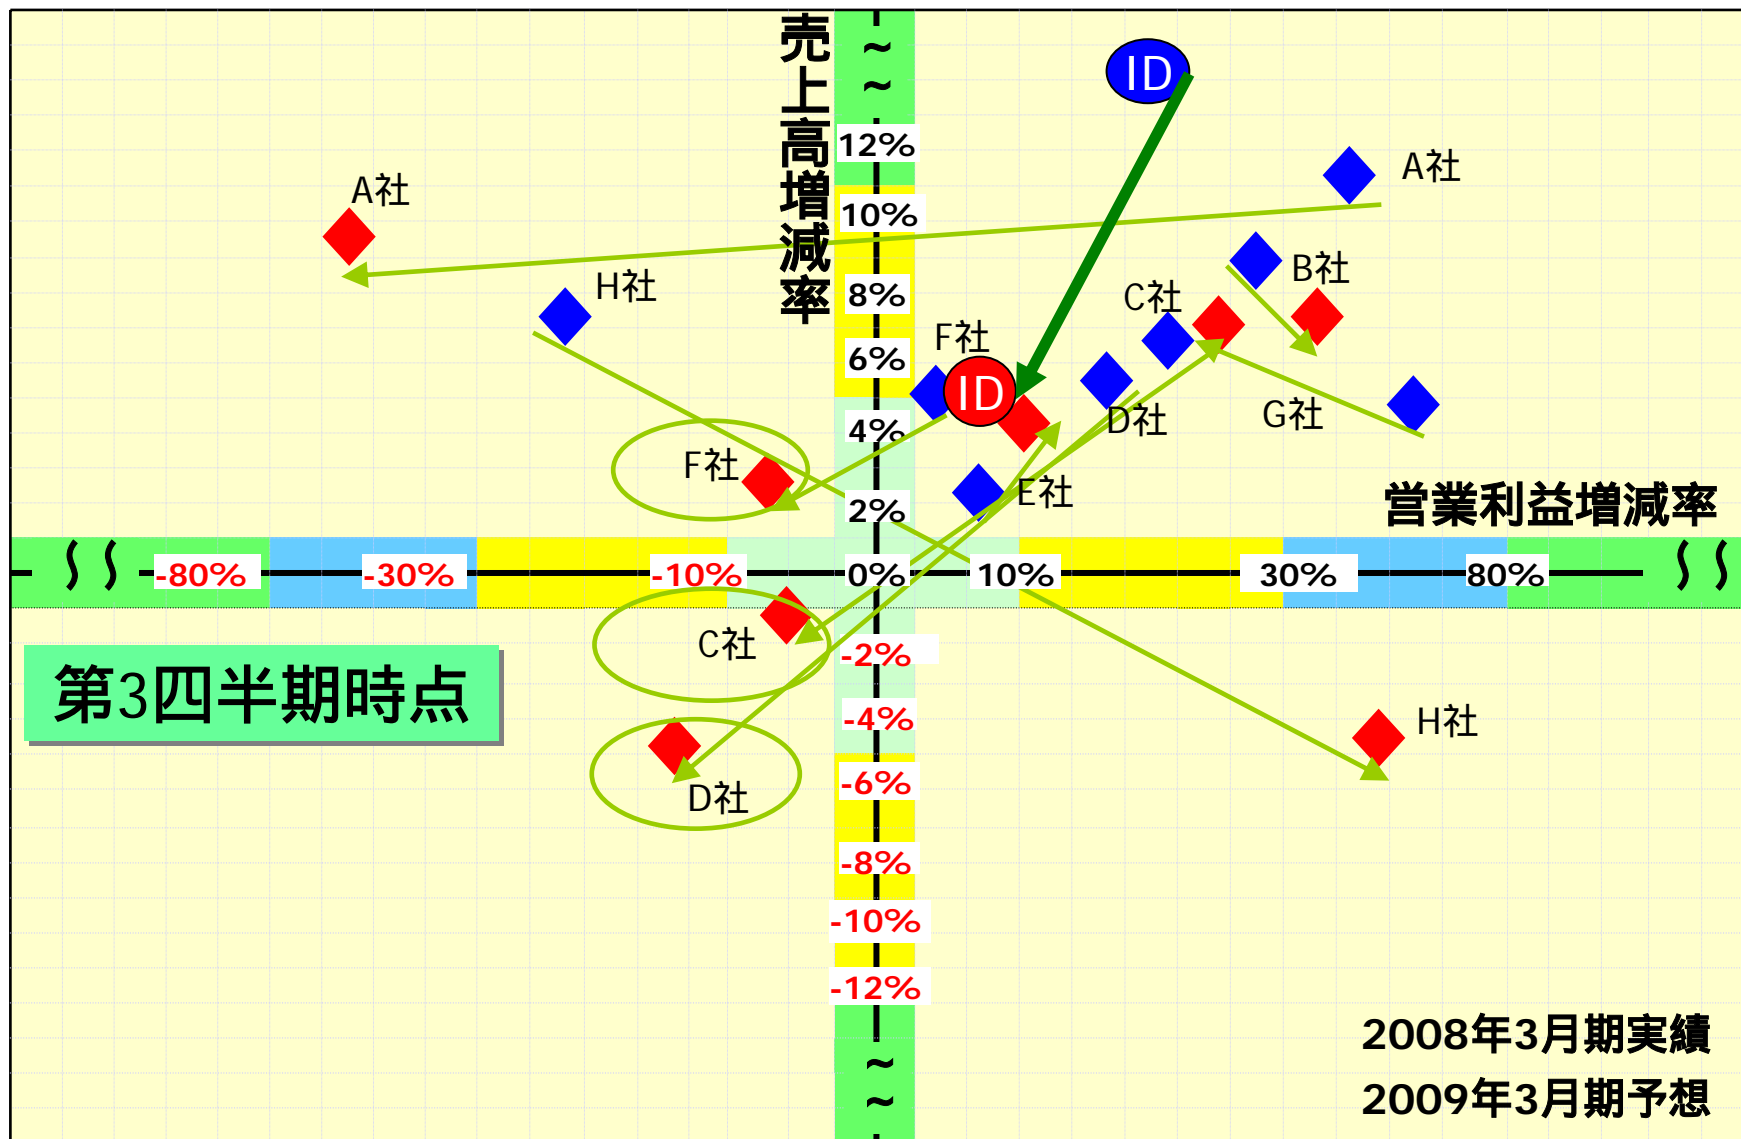 売上高増減率
~
~
ID
12%
A社
A社
10%
H社
8%
B社
C社
F社
6%
ID
4%
D社
G社
F社
2%
E社
営業利益増減率
-80%
-30%
-10%
0%
10%
30%
80%
C社
-2%
第3四半期時点
-4%
H社
-6%
D社
-8%
-10%
-12%
2008年3月期実績
~
2009年3月期予想
~